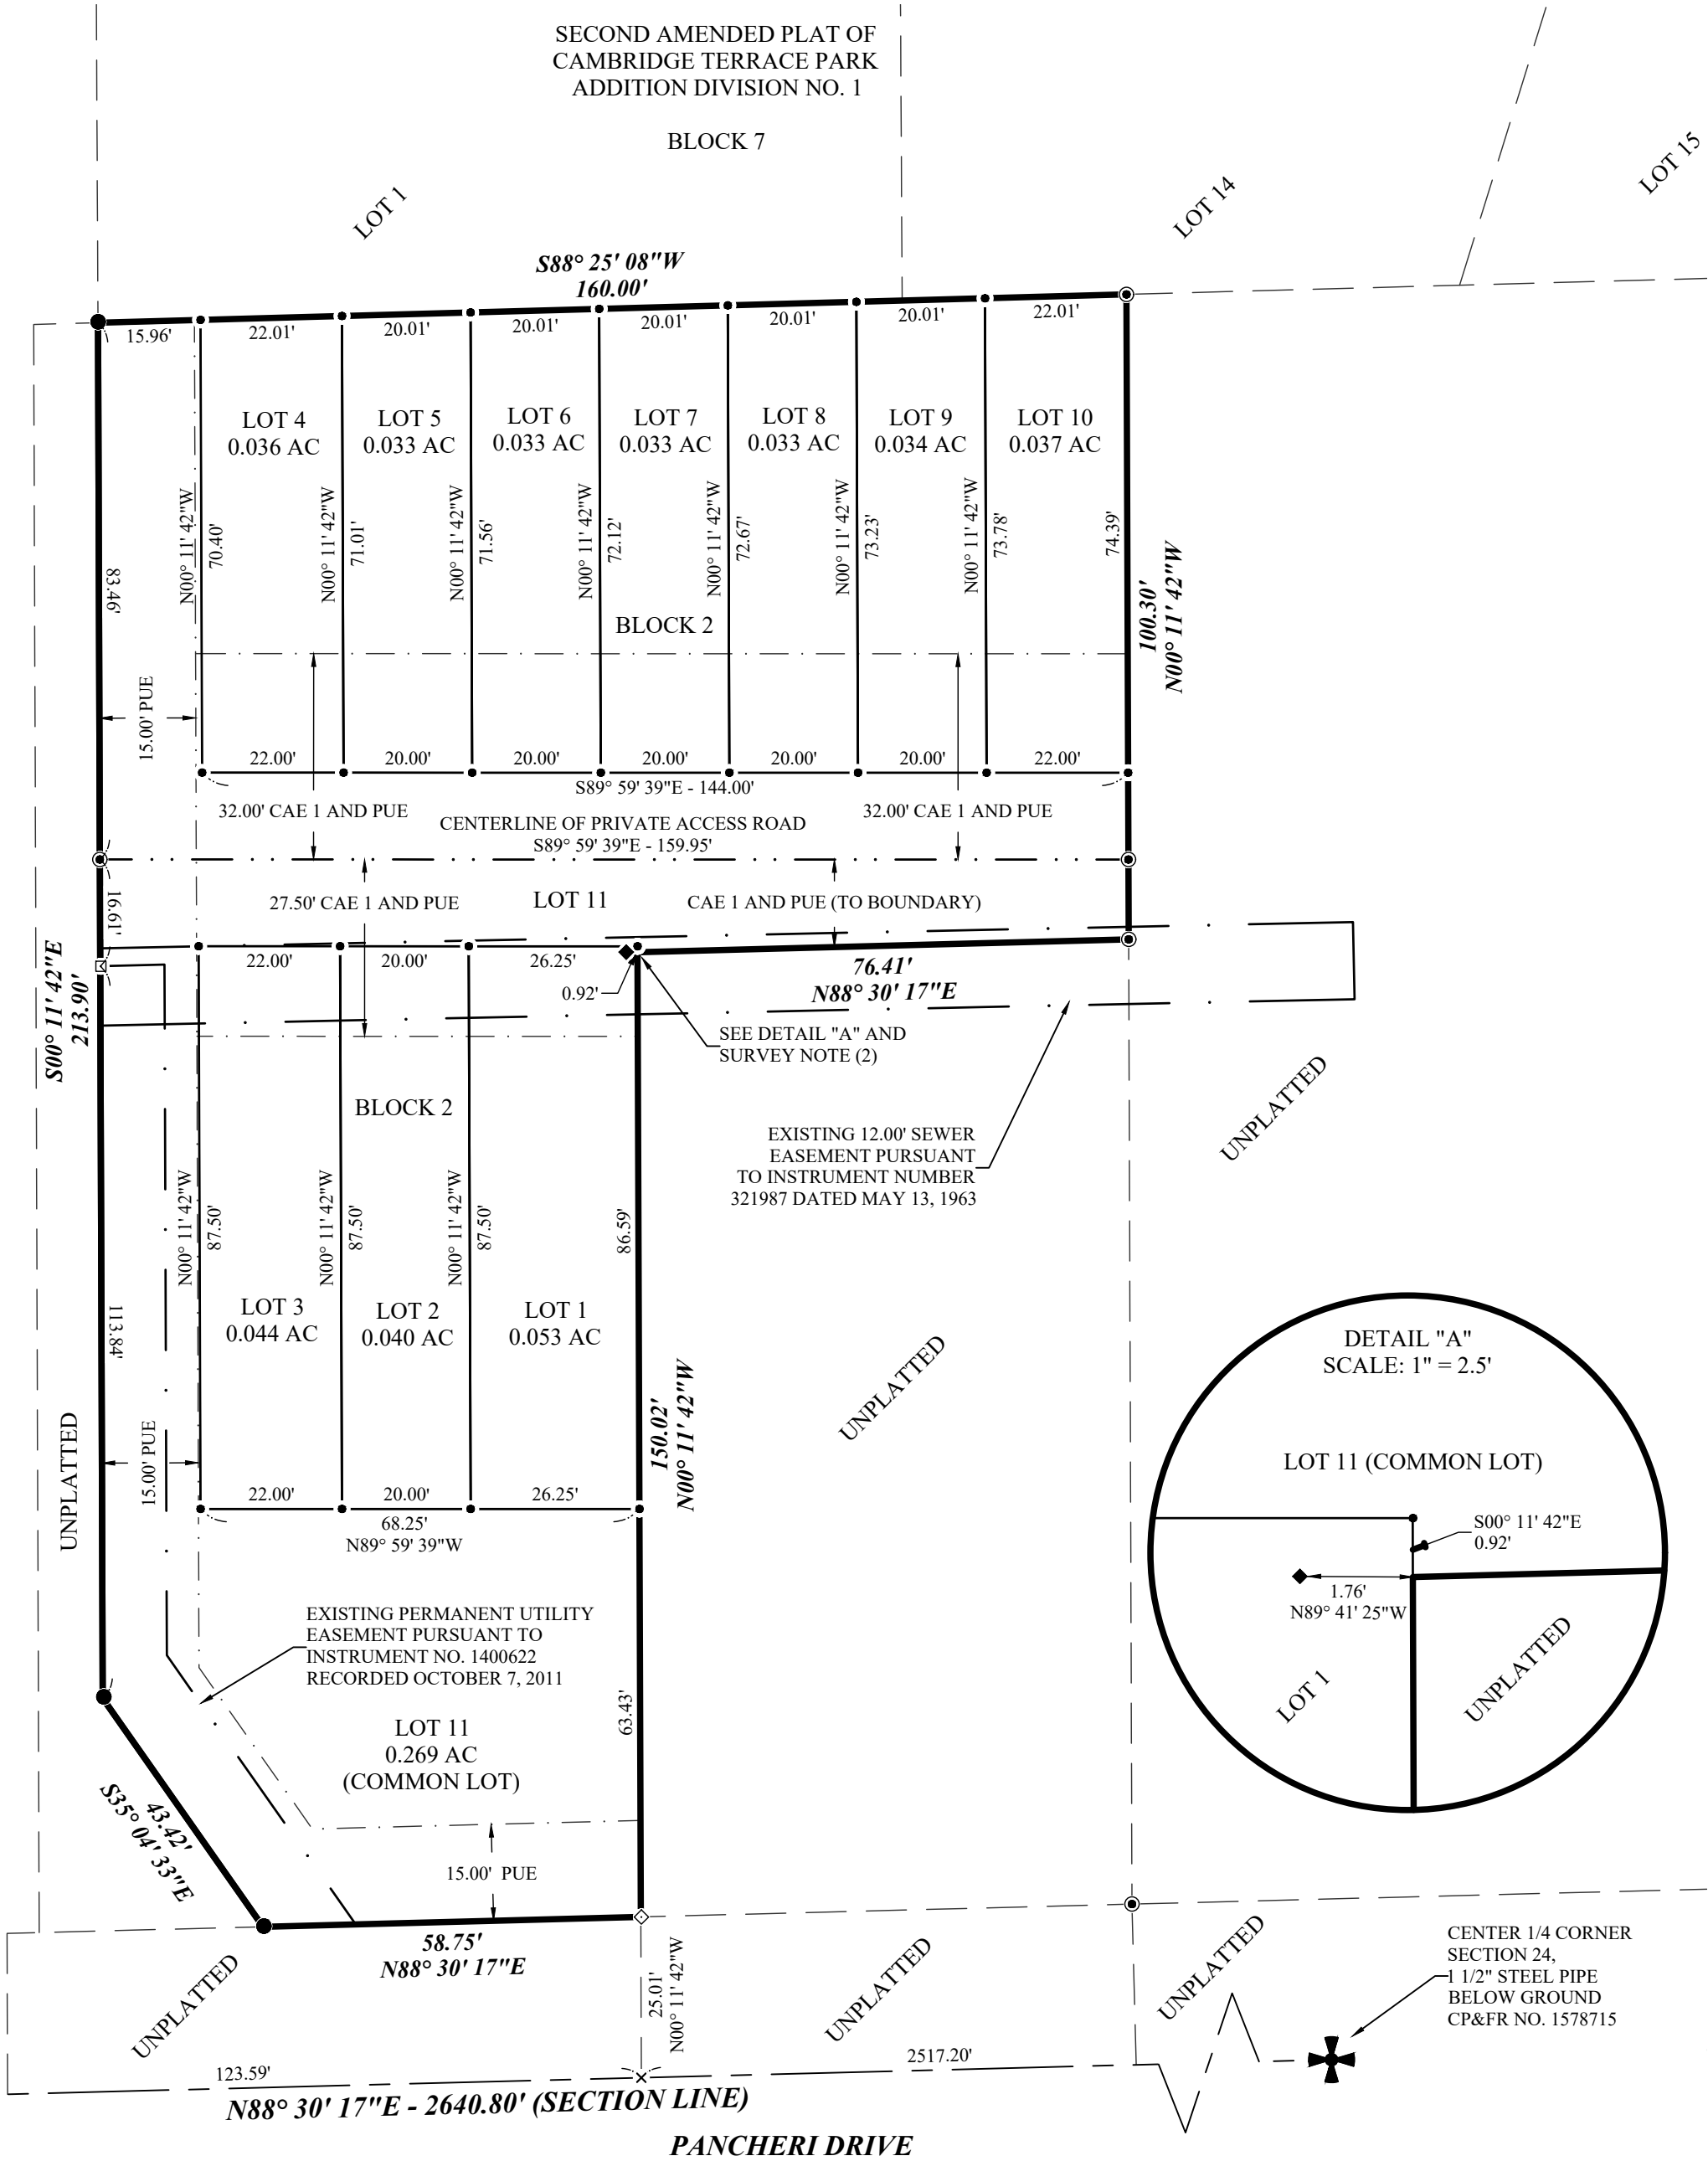 SECOND AMENDED PLAT OF
CAMBRIDGE TERRACE PARK
ADDITION DIVISION NO. 1
BLOCK 7
LOT 1
LOT 14
LOT 15
S88° 25' 08"W
160.00'
15.96'
22.01'
20.01'
20.01'
20.01'
20.01'
20.01'
22.01'
LOT 4
0.036 AC
LOT 5
0.033 AC
LOT 6
0.033 AC
LOT 7
0.033 AC
LOT 8
0.033 AC
LOT 9
0.034 AC
LOT 10
0.037 AC
83.46'
N00° 11' 42"W
70.40'
N00° 11' 42"W
71.01'
N00° 11' 42"W
71.56'
N00° 11' 42"W
72.12'
N00° 11' 42"W
72.67'
N00° 11' 42"W
73.23'
N00° 11' 42"W
73.78'
74.39'
100.30'
N00° 11' 42"W
BLOCK 2
15.00' PUE
22.00'
20.00'
20.00'
20.00'
20.00'
20.00'
22.00'
S89° 59' 39"E - 144.00'
32.00' CAE 1 AND PUE
32.00' CAE 1 AND PUE
CENTERLINE OF PRIVATE ACCESS ROAD
S89° 59' 39"E - 159.95'
16.61'
27.50' CAE 1 AND PUE
LOT 11
CAE 1 AND PUE (TO BOUNDARY)
S00° 11' 42"E
213.90'
22.00'
20.00'
26.25'
0.92'
76.41'
N88° 30' 17"E
SEE DETAIL "A" AND
SURVEY NOTE (2)
BLOCK 2
UNPLATTED
EXISTING 12.00' SEWER
EASEMENT PURSUANT
TO INSTRUMENT NUMBER
321987 DATED MAY 13, 1963
N00° 11' 42"W
87.50'
N00° 11' 42"W
87.50'
N00° 11' 42"W
87.50'
86.59'
LOT 3
0.044 AC
LOT 2
0.040 AC
LOT 1
0.053 AC
113.84'
UNPLATTED
15.00' PUE
150.02'
N00° 11' 42"W
UNPLATTED
22.00'
20.00'
26.25'
68.25'
N89° 59' 39"W
DETAIL "A"
SCALE: 1" = 2.5'
LOT 11 (COMMON LOT)
S00° 11' 42"E
0.92'
1.76'
N89° 41' 25"W
LOT 1
UNPLATTED
EXISTING PERMANENT UTILITY
EASEMENT PURSUANT TO
INSTRUMENT NO. 1400622
RECORDED OCTOBER 7, 2011
63.43'
LOT 11
0.269 AC
(COMMON LOT)
43.42'
S35° 04' 33"E
15.00' PUE
58.75'
N88° 30' 17"E
UNPLATTED
25.01'
N00° 11' 42"W
UNPLATTED
UNPLATTED
CENTER 1/4 CORNER
SECTION 24,
1 1/2" STEEL PIPE
BELOW GROUND
CP&FR NO. 1578715
123.59'
2517.20'
N88° 30' 17"E - 2640.80' (SECTION LINE)
PANCHERI DRIVE